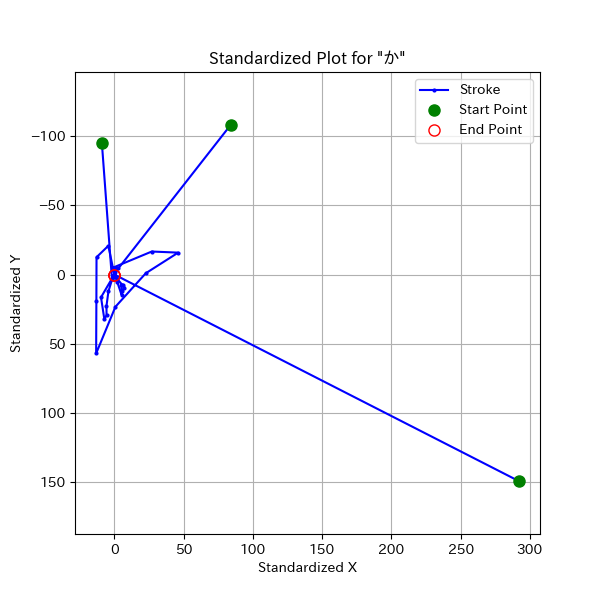 Standardized Plot for "か"
Stroke
Start Point
End Point
−100
−50
0
50
100
150
Standardized Y
0 50 100 150 200 250 300
Standardized X